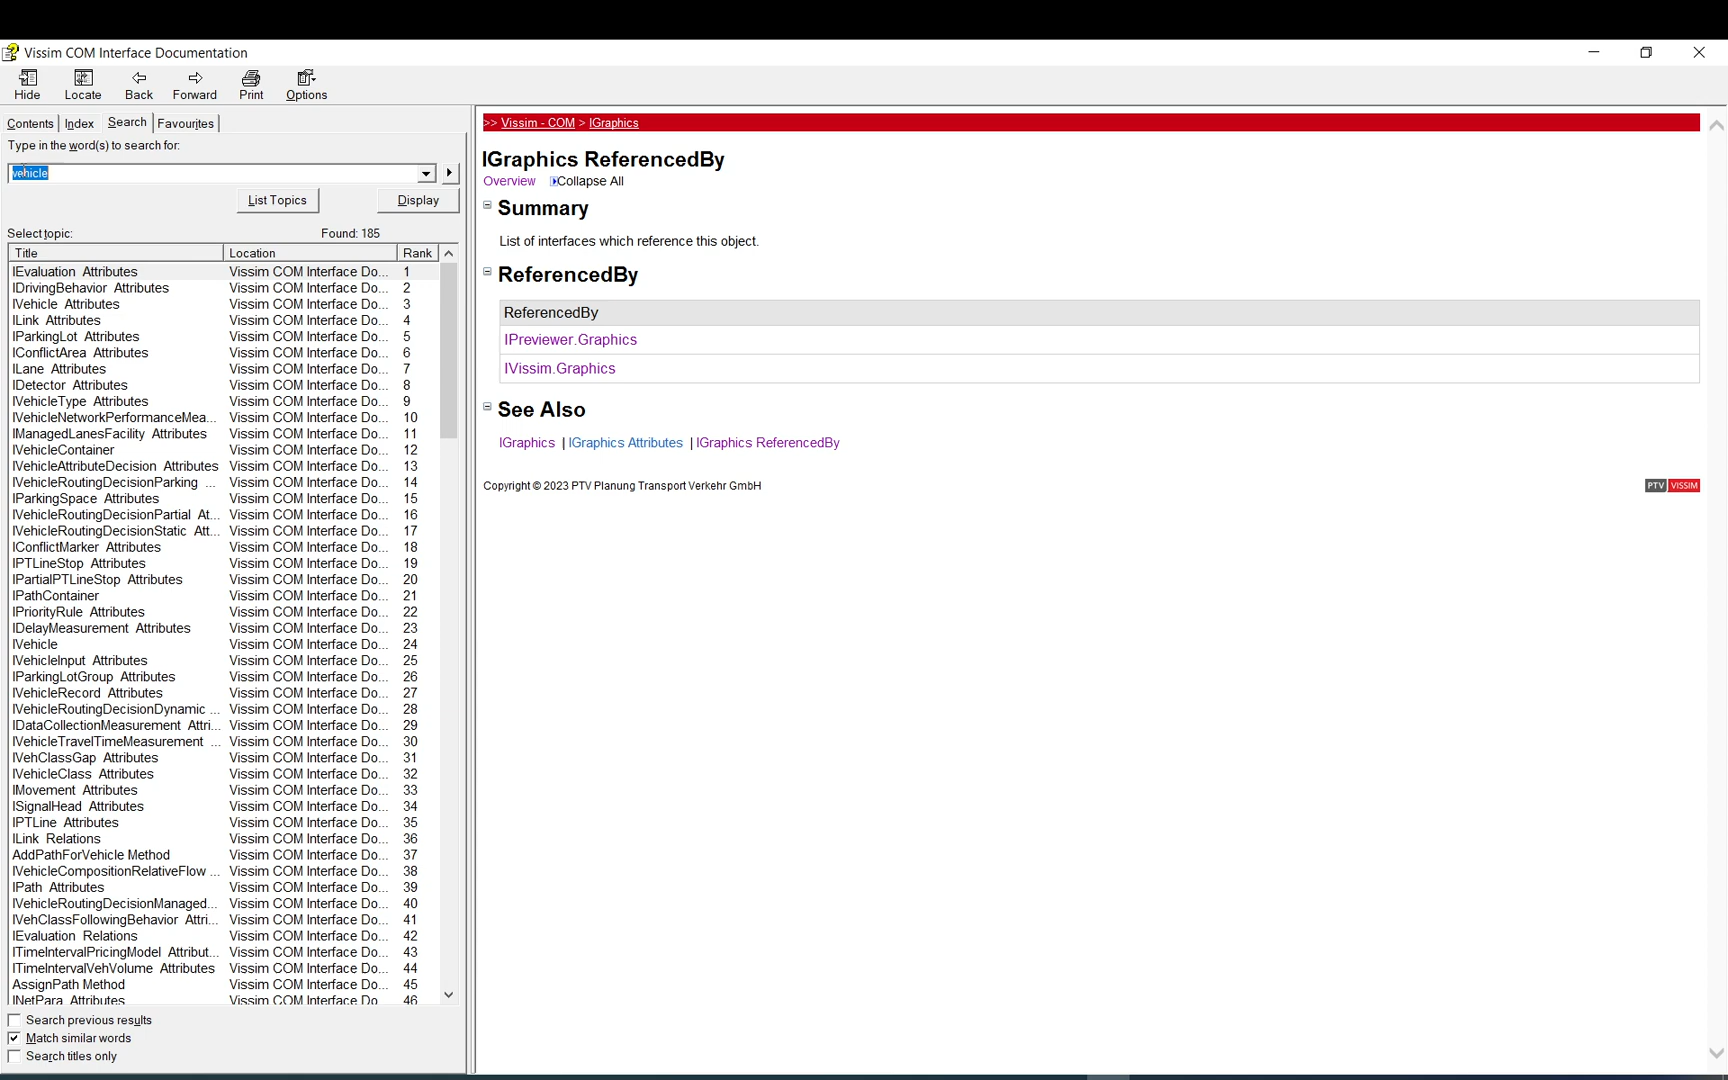 Vissim COM Interface Documentation
Hide Locate Back Forward Print Options
Contents Index Search Favourites
Type in the word(s) to search for:
vehicle
List Topics Display
Select topic: Found: 185
Title Location Rank
IEvaluation Attributes Vissim COM Interface Do... 1
IDrivingBehavior Attributes Vissim COM Interface Do... 2
IVehicle Attributes Vissim COM Interface Do... 3
ILink Attributes Vissim COM Interface Do... 4
IParkingLot Attributes Vissim COM Interface Do... 5
IConflictArea Attributes Vissim COM Interface Do... 6
ILane Attributes Vissim COM Interface Do... 7
IDetector Attributes Vissim COM Interface Do... 8
IVehicleType Attributes Vissim COM Interface Do... 9
IVehicleNetworkPerformanceMea... Vissim COM Interface Do... 10
IManagedLanesFacility Attributes Vissim COM Interface Do... 11
IVehicleContainer Vissim COM Interface Do... 12
IVehicleAttributeDecision Attributes Vissim COM Interface Do... 13
IVehicleRoutingDecisionParking ... Vissim COM Interface Do... 14
IParkingSpace Attributes Vissim COM Interface Do... 15
IVehicleRoutingDecisionPartial At... Vissim COM Interface Do... 16
IVehicleRoutingDecisionStatic Att... Vissim COM Interface Do... 17
IConflictMarker Attributes Vissim COM Interface Do... 18
IPTLineStop Attributes Vissim COM Interface Do... 19
IPartialPTLineStop Attributes Vissim COM Interface Do... 20
IPathContainer Vissim COM Interface Do... 21
IPriorityRule Attributes Vissim COM Interface Do... 22
IDelayMeasurement Attributes Vissim COM Interface Do... 23
IVehicle Vissim COM Interface Do... 24
IVehicleInput Attributes Vissim COM Interface Do... 25
IParkingLotGroup Attributes Vissim COM Interface Do... 26
IVehicleRecord Attributes Vissim COM Interface Do... 27
IVehicleRoutingDecisionDynamic ... Vissim COM Interface Do... 28
IDataCollectionMeasurement Attri... Vissim COM Interface Do... 29
IVehicleTravelTimeMeasurement ... Vissim COM Interface Do... 30
IVehClassGap Attributes Vissim COM Interface Do... 31
IVehicleClass Attributes Vissim COM Interface Do... 32
IMovement Attributes Vissim COM Interface Do... 33
ISignalHead Attributes Vissim COM Interface Do... 34
IPTLine Attributes Vissim COM Interface Do... 35
ILink Relations Vissim COM Interface Do... 36
AddPathForVehicle Method Vissim COM Interface Do... 37
IVehicleCompositionRelativeFlow ... Vissim COM Interface Do... 38
IPath Attributes Vissim COM Interface Do... 39
IVehicleRoutingDecisionManaged... Vissim COM Interface Do... 40
IVehClassFollowingBehavior Attri... Vissim COM Interface Do... 41
IEvaluation Relations Vissim COM Interface Do... 42
ITimeIntervalPricingModel Attribut... Vissim COM Interface Do... 43
ITimeIntervalVehVolume Attributes Vissim COM Interface Do... 44
AssignPath Method Vissim COM Interface Do... 45
INetPara Attributes Vissim COM Interface Do 46
Search previous results
Match similar words
Search titles only
>> Vissim - COM > IGraphics
IGraphics ReferencedBy
Overview Collapse All
Summary
List of interfaces which reference this object.
ReferencedBy
ReferencedBy
IPreviewer.Graphics
IVissim.Graphics
See Also
IGraphics | IGraphics Attributes | IGraphics ReferencedBy
Copyright © 2023 PTV Planung Transport Verkehr GmbH
PTV VISSIM